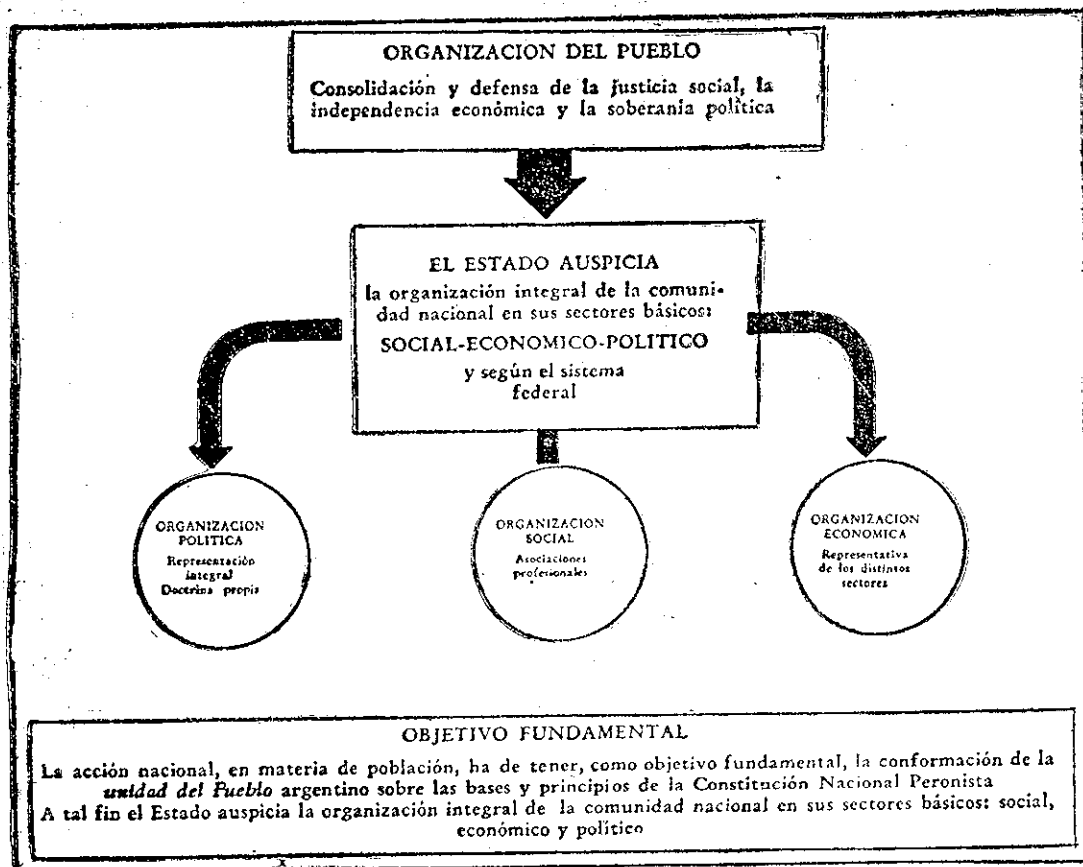 ORGANIZACION DEL PUEBLO
Consolidación y defensa de la justicia social, la
independencia económica y la soberanía política
EL ESTADO AUSPICIA
la organización integral de la comuni-
dad nacional en sus sectores básicos:
SOCIAL-ECONOMICO-POLITICO
y según el sistema
federal
ORGANIZACION
POLITICA
Representación
integral
Doctrina propia
ORGANIZACION
SOCIAL
Asociaciones
profesionales
ORGANIZACION
ECONOMICA
Representativa
de los distintos
sectores
OBJETIVO FUNDAMENTAL
La acción nacional, en materia de población, ha de tener, como objetivo fundamental, la conformación de la
unidad del Pueblo argentino sobre las bases y principios de la Constitución Nacional Peronista
A tal fin el Estado auspicia la organización integral de la comunidad nacional en sus sectores básicos: social,
económico y político